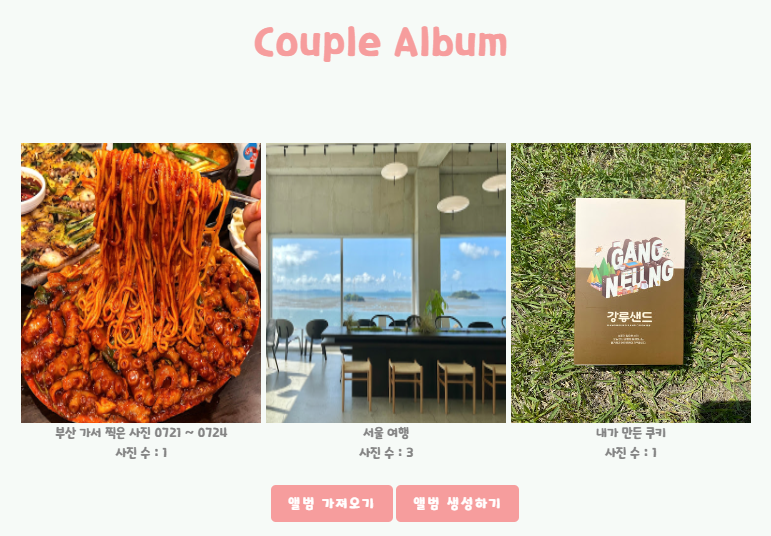 Couple Album
GANG
NEUNG
강릉샌드
부산 가서 찍은 사진 0721 ~ 0724
사진 수 : 1
서울 여행
사진 수 : 3
내가 만든 쿠키
사진 수 : 1
앨범 가져오기
앨범 생성하기